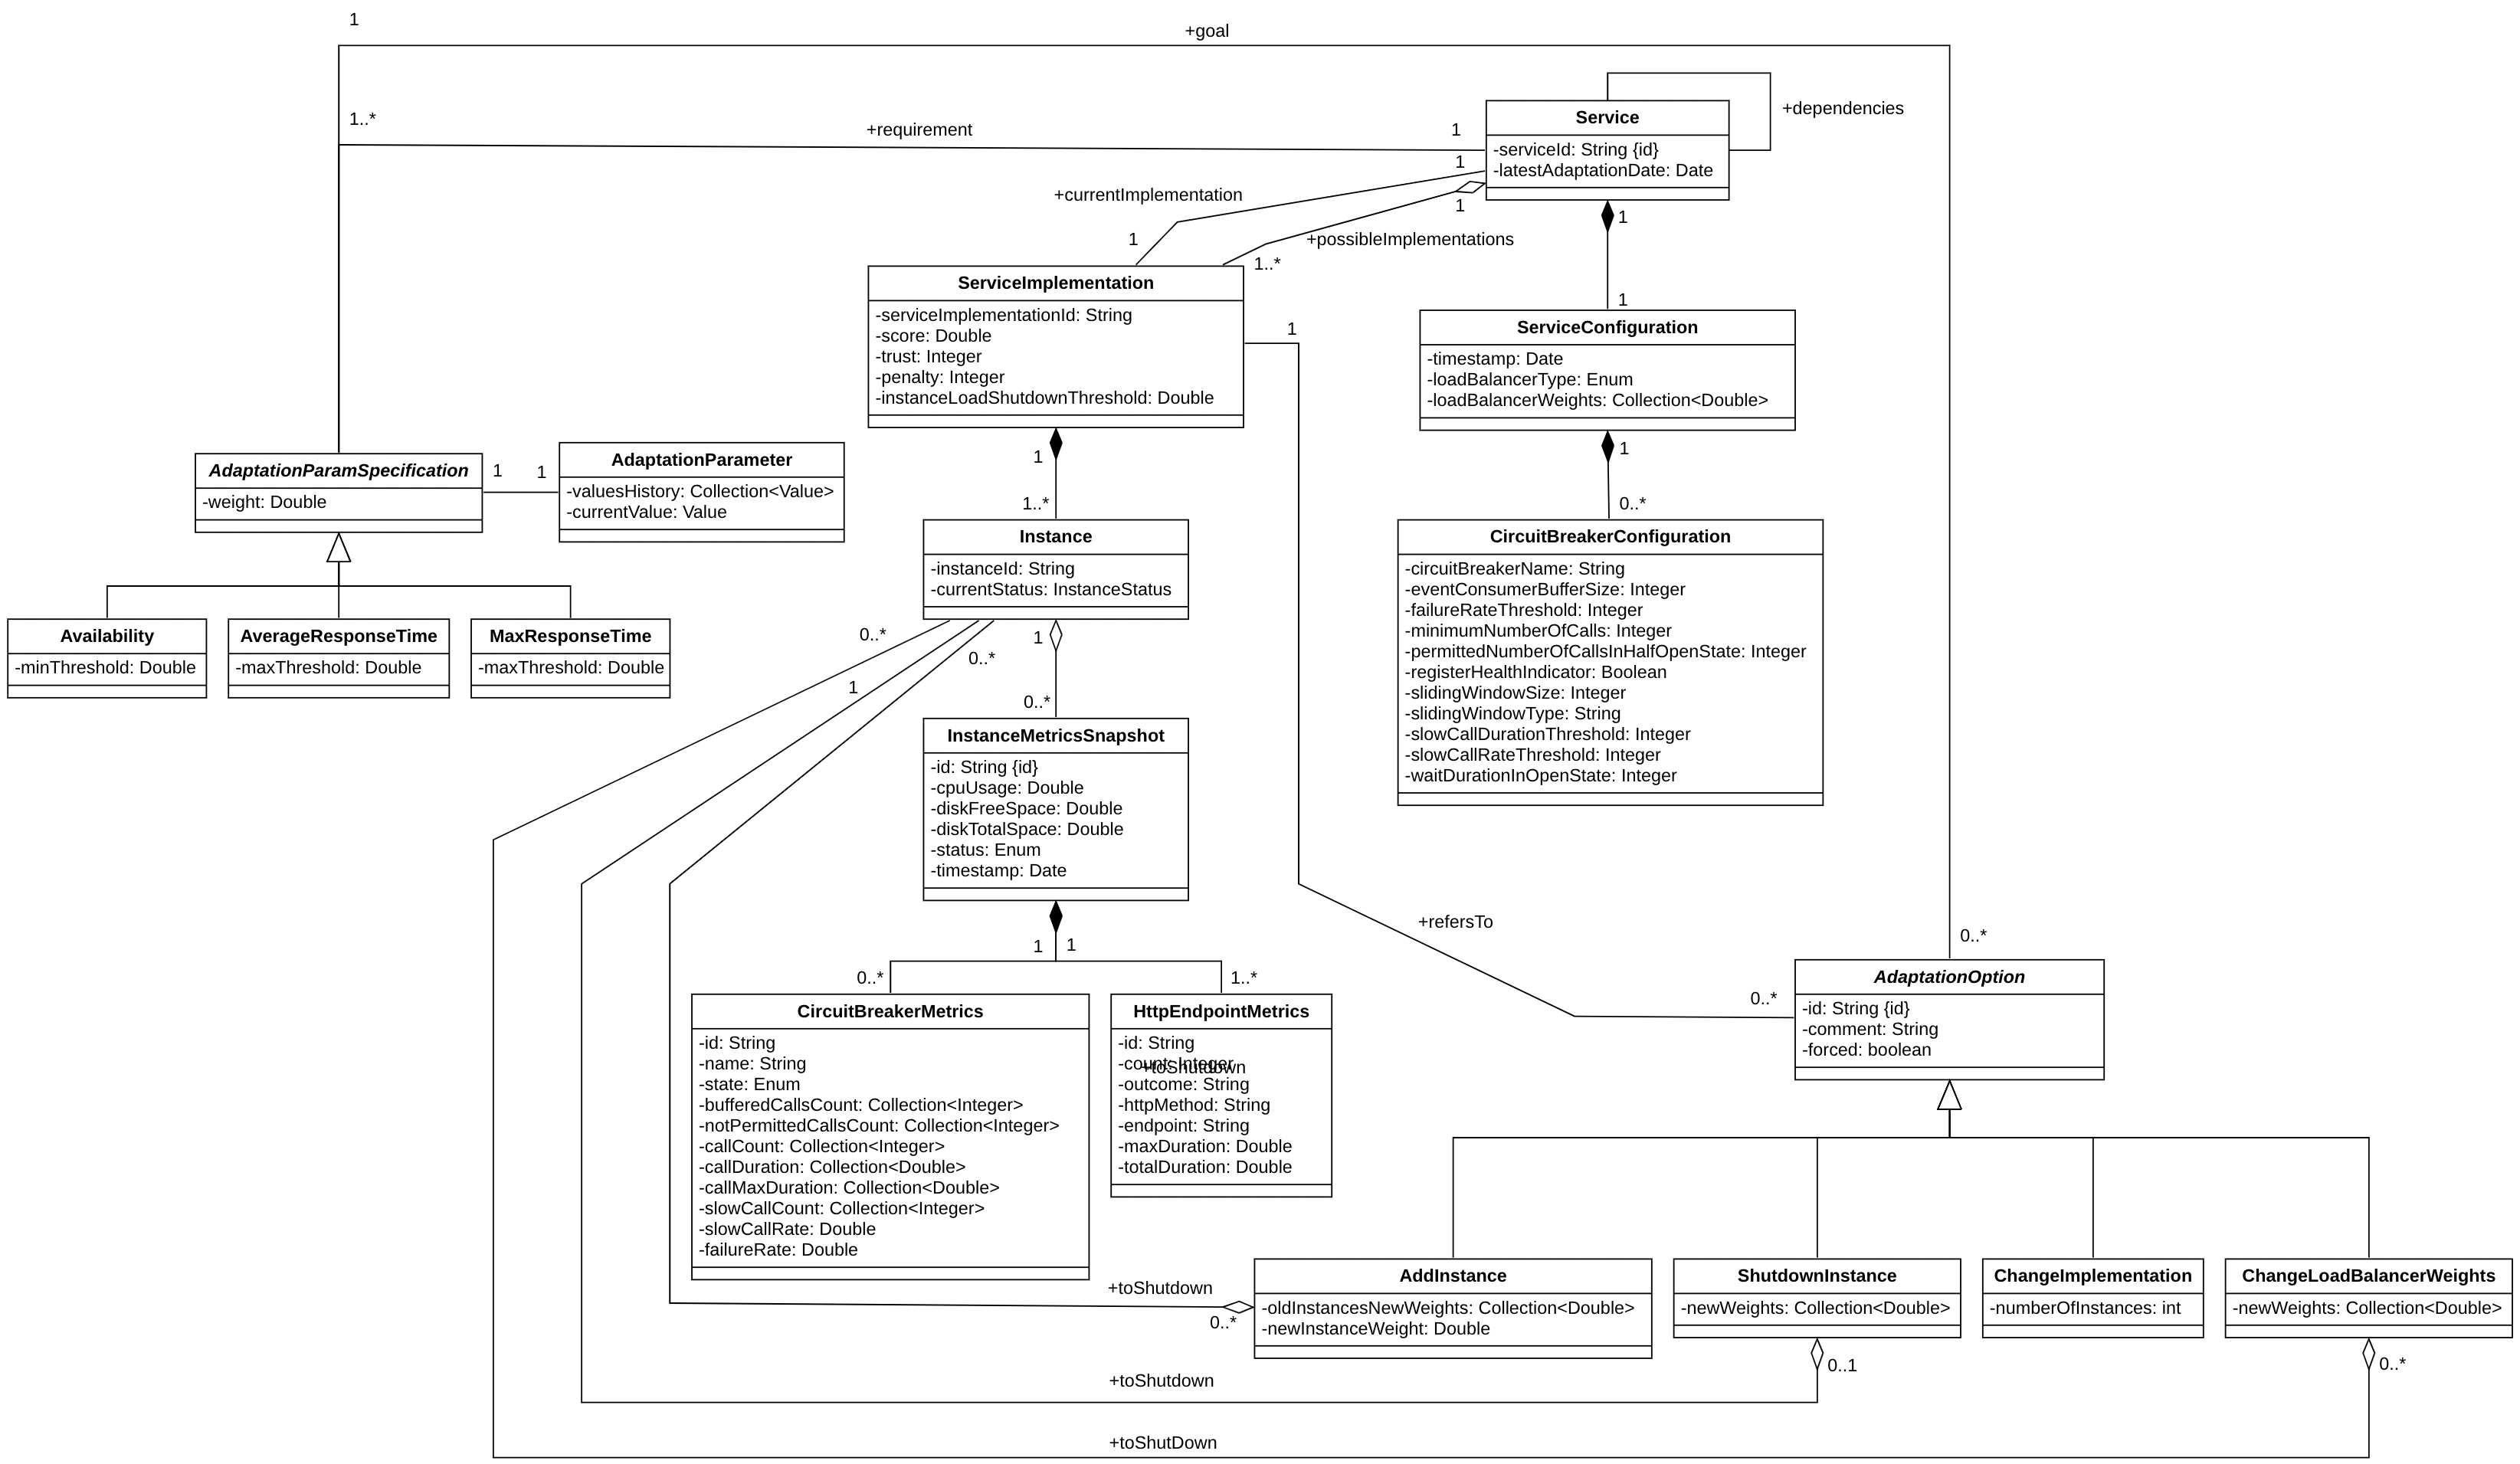 1
+goal
+dependencies
Service
-serviceId: String {id}
-latestAdaptationDate: Date
1..*
+requirement
1
1
+currentImplementation
1
1
+possibleImplementations
1..*
1
1
ServiceImplementation
-serviceImplementationId: String
-score: Double
-trust: Integer
-penalty: Integer
-instanceLoadShutdownThreshold: Double
1
ServiceConfiguration
-timestamp: Date
-loadBalancerType: Enum
-loadBalancerWeights: Collection<Double>
AdaptationParamSpecification
-weight: Double
1
1
AdaptationParameter
-valuesHistory: Collection<Value>
-currentValue: Value
1
1..*
1
0..*
Instance
-instanceId: String
-currentStatus: InstanceStatus
CircuitBreakerConfiguration
-circuitBreakerName: String
-eventConsumerBufferSize: Integer
-failureRateThreshold: Integer
-minimumNumberOfCalls: Integer
-permittedNumberOfCallsInHalfOpenState: Integer
-registerHealthIndicator: Boolean
-slidingWindowSize: Integer
-slidingWindowType: String
-slowCallDurationThreshold: Integer
-slowCallRateThreshold: Integer
-waitDurationInOpenState: Integer
Availability
-minThreshold: Double
AverageResponseTime
-maxThreshold: Double
MaxResponseTime
-maxThreshold: Double
0..*
0..*
1
1
0..*
InstanceMetricsSnapshot
-id: String {id}
-cpuUsage: Double
-diskFreeSpace: Double
-diskTotalSpace: Double
-status: Enum
-timestamp: Date
+refersTo
0..*
0..*
1
1
0..*
1..*
AdaptationOption
-id: String {id}
-comment: String
-forced: boolean
CircuitBreakerMetrics
-id: String
-name: String
-state: Enum
-bufferedCallsCount: Collection<Integer>
-notPermittedCallsCount: Collection<Integer>
-callCount: Collection<Integer>
-callDuration: Collection<Double>
-callMaxDuration: Collection<Double>
-slowCallCount: Collection<Integer>
-slowCallRate: Double
-failureRate: Double
HttpEndpointMetrics
-id: String
-count: Integer
+toShutdown
-outcome: String
-httpMethod: String
-endpoint: String
-maxDuration: Double
-totalDuration: Double
+toShutdown
0..*
AddInstance
-oldInstancesNewWeights: Collection<Double>
-newInstanceWeight: Double
ShutdownInstance
-newWeights: Collection<Double>
ChangeImplementation
-numberOfInstances: int
ChangeLoadBalancerWeights
-newWeights: Collection<Double>
0..1
0..*
+toShutdown
+toShutDown